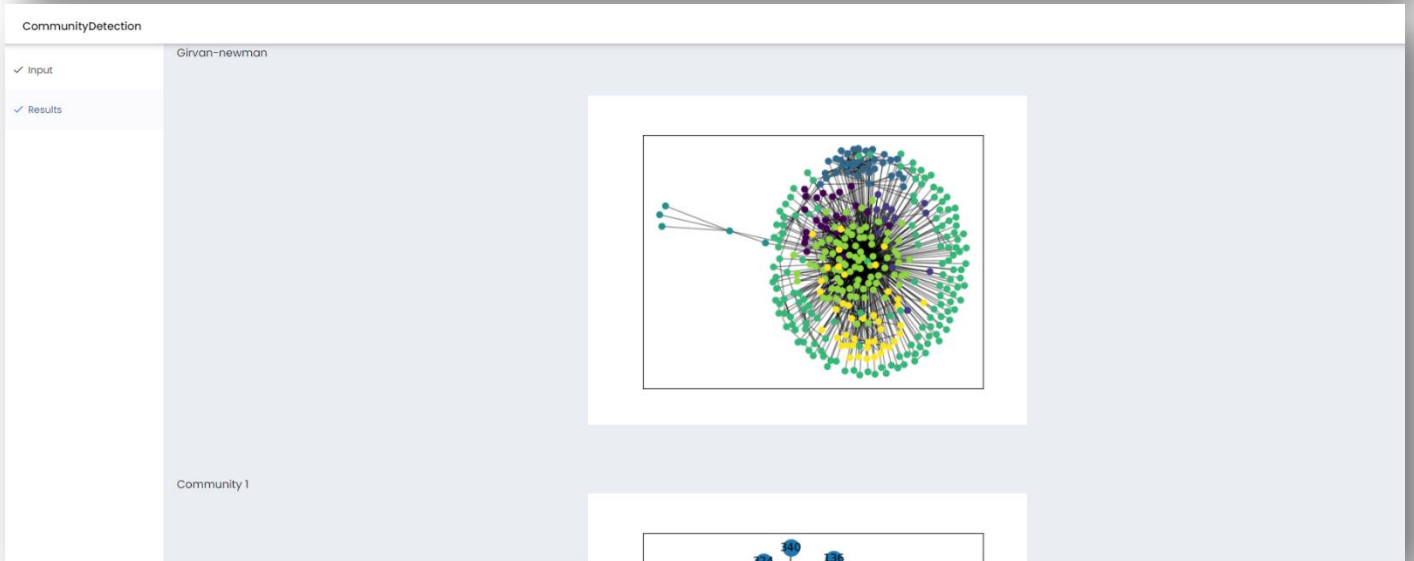 CommunityDetection
Input
Results
Girvan-newman
Community 1
340
136